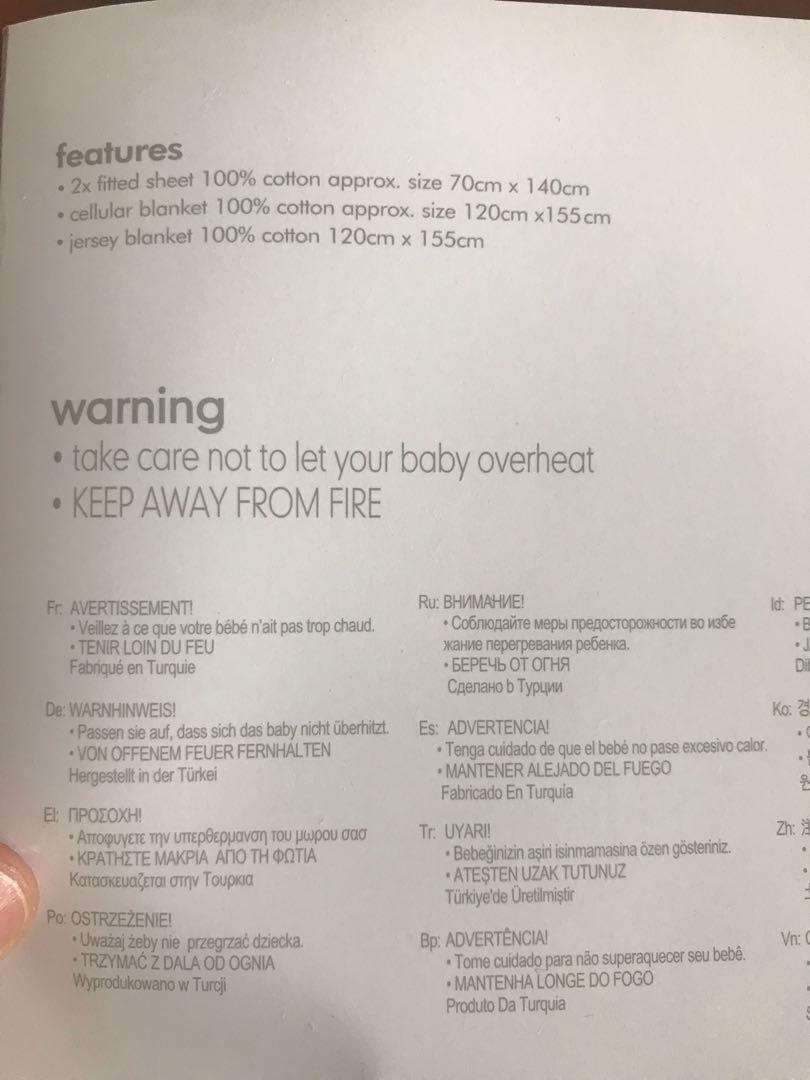 features
• 2x fitted sheet 100% cotton approx. size 70cm x 140cm
• cellular blanket 100% cotton approx. size 120cm x155cm
• jersey blanket 100% cotton 120cm x 155cm
warning
• take care not to let your baby overheat
• KEEP AWAY FROM FIRE
Fr: AVERTISSEMENT!
• Veillez à ce que votre bébé n'ait pas trop chaud.
• TENIR LOIN DU FEU
Fabriqué en Turquie
De: WARNHINWEIS!
• Passen sie auf, dass sich das baby nicht überhitzt.
• VON OFFENEM FEUER FERNHALTEN
Hergestellt in der Türkei
El: ΠΡΟΣΟΧΗ!
• Αποφυγετε την υπερθερμανση του μωρου σασ
• ΚΡΑΤΗΣΤΕ ΜΑΚΡΙΑ ΑΠΟ ΤΗ ΦΩΤΙΑ
Κατασκευαζεται στην Τουρκια
Po: OSTRZEŻENIE!
• Uważaj żeby nie przegrzać dziecka.
• TRZYMAĆ Z DALA OD OGNIA
Wyprodukowano w Turcji
Ru: ВНИМАНИЕ!
• Соблюдайте меры предосторожности во избе
жание перегревания ребенка.
• БЕРЕЧЬ ОТ ОГНЯ
Сделано b Турции
Es: ADVERTENCIA!
• Tenga cuidado de que el bebé no pase excesivo calor.
• MANTENER ALEJADO DEL FUEGO
Fabricado En Turquia
Tr: UYARI!
• Bebeğinizin aşiri isinmamasina özen gösteriniz.
• ATEŞTEN UZAK TUTUNUZ
Türkiye'de Üretilmiştir
Bp: ADVERTÊNCIA!
• Tome cuidado para não superaquecer seu bebê.
• MANTENHA LONGE DO FOGO
Produto Da Turquia
Id: PE
Ko: 경
Zh: 注
Vn: